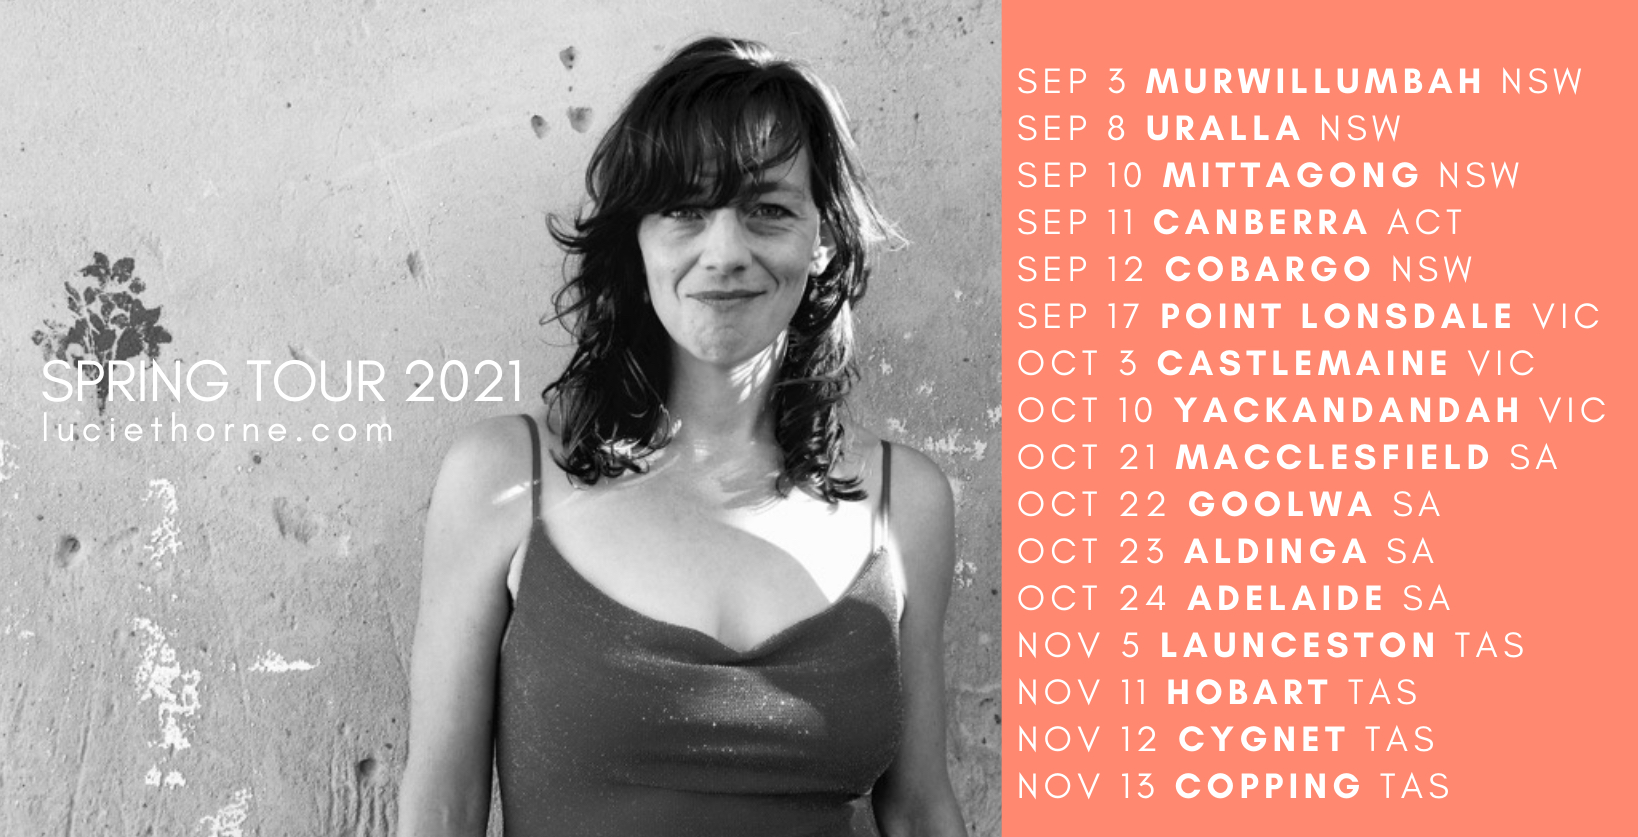 SPRING TOUR 2021
luciethorne.com
SEP 3 MURWILLUMBAH NSW
SEP 8 URALLA NSW
SEP 10 MITTAGONG NSW
SEP 11 CANBERRA ACT
SEP 12 COBARGO NSW
SEP 17 POINT LONSDALE VIC
OCT 3 CASTLEMAINE VIC
OCT 10 YACKANDANDAH VIC
OCT 21 MACCLESFIELD SA
OCT 22 GOOLWA SA
OCT 23 ALDINGA SA
OCT 24 ADELAIDE SA
NOV 5 LAUNCESTON TAS
NOV 11 HOBART TAS
NOV 12 CYGNET TAS
NOV 13 COPPING TAS